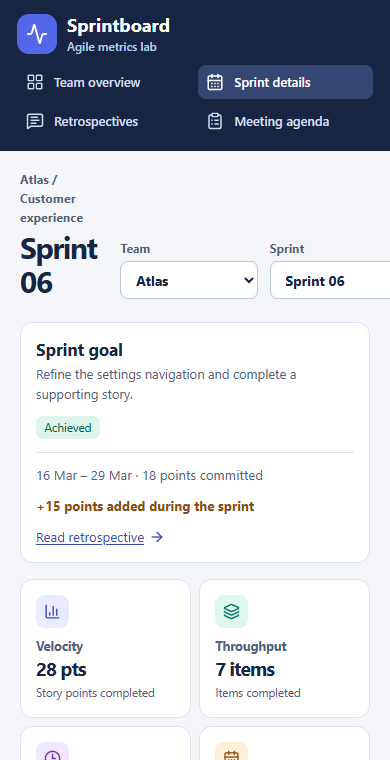 Sprintboard
Agile metrics lab
Team overview
Sprint details
Retrospectives
Meeting agenda
Atlas /
Customer
experience
Sprint
06
Team
Atlas
Sprint
Sprint 06
Sprint goal
Refine the settings navigation and complete a
supporting story.
Achieved
16 Mar – 29 Mar · 18 points committed
+15 points added during the sprint
Read retrospective →
Velocity
28 pts
Story points completed
Throughput
7 items
Items completed